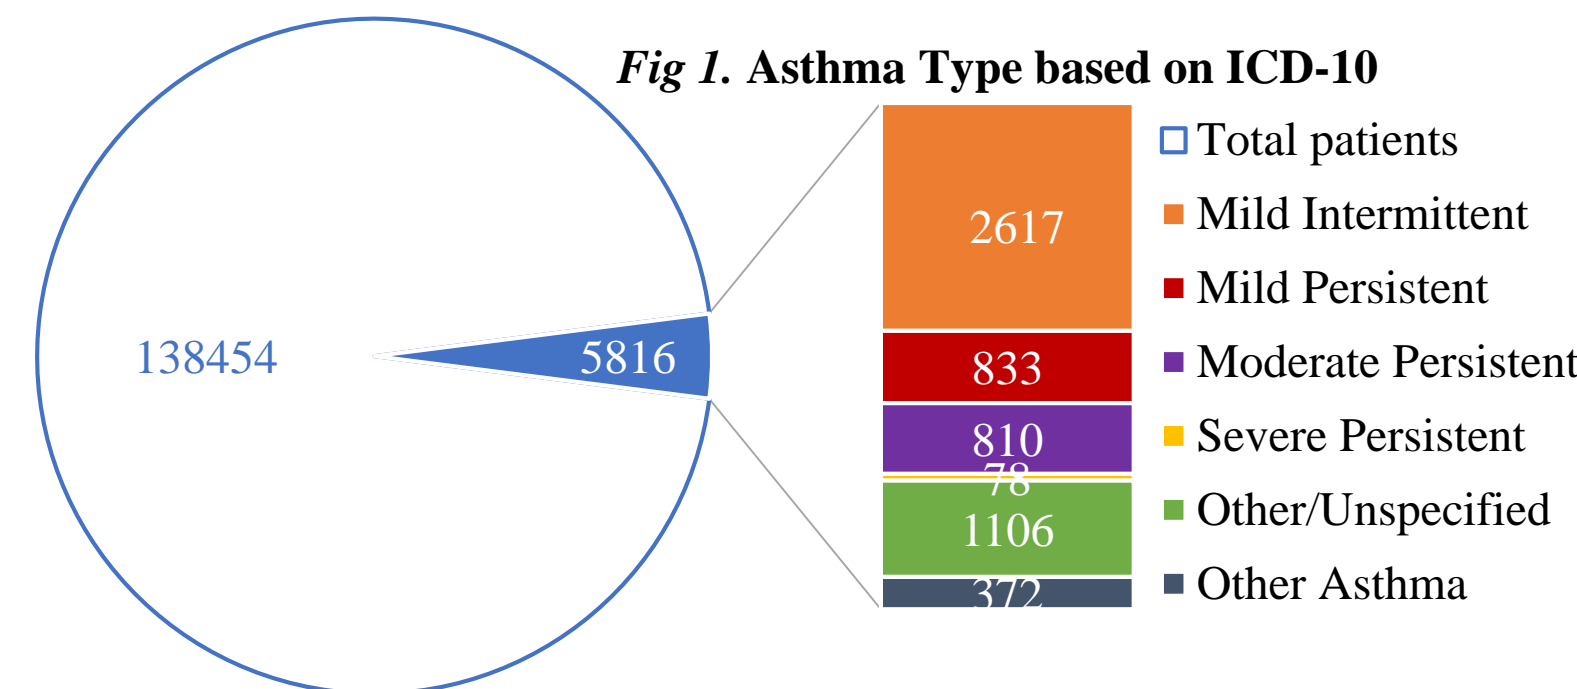 Fig 1. Asthma Type based on ICD-10
138454
5816
2617
833
810
78
1106
372
Total patients
Mild Intermittent
Mild Persistent
Moderate Persistent
Severe Persistent
Other/Unspecified
Other Asthma